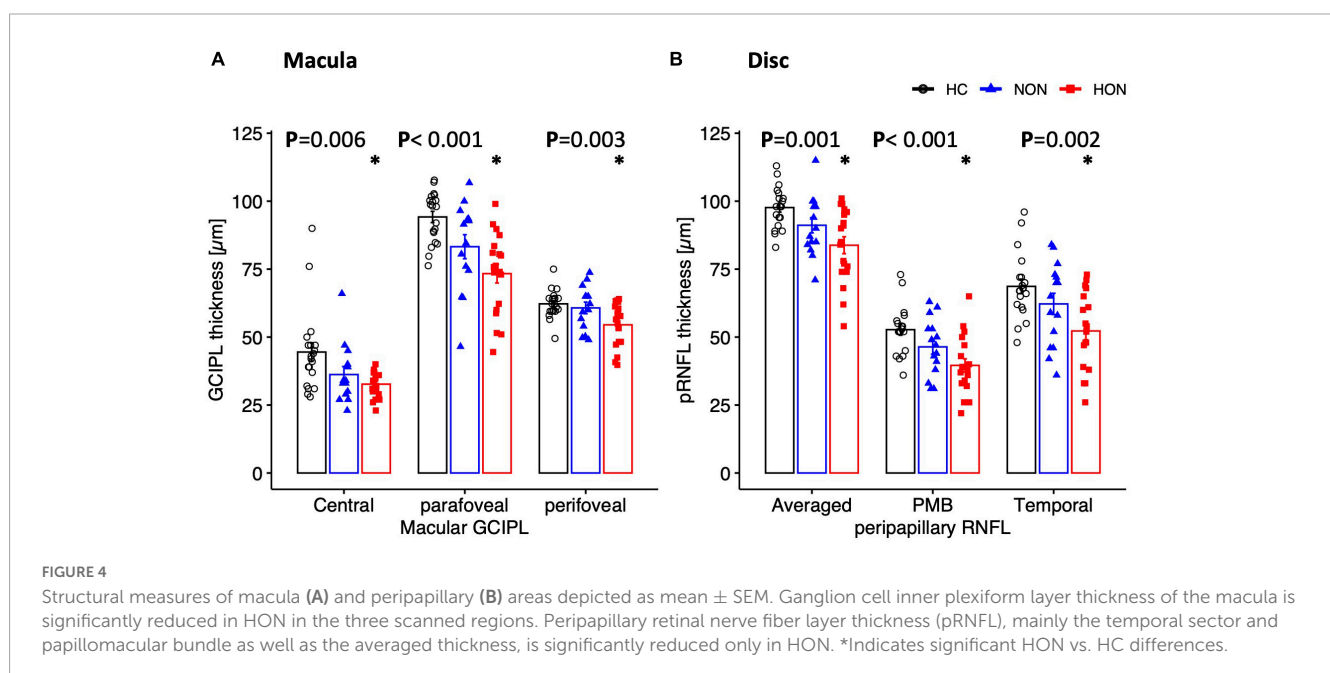 A Macula
B Disc
HC NON HON
125
100
75
50
25
0
GCIPL thickness [µm]
P=0.006
*
P< 0.001
*
P=0.003
*
Central parafoveal perifoveal
Macular GCIPL
125
100
75
50
25
0
pRNFL thickness [µm]
P=0.001
*
P< 0.001
*
P=0.002
*
Averaged PMB Temporal
peripapillary RNFL
FIGURE 4
Structural measures of macula (A) and peripapillary (B) areas depicted as mean ± SEM. Ganglion cell inner plexiform layer thickness of the macula is
significantly reduced in HON in the three scanned regions. Peripapillary retinal nerve fiber layer thickness (pRNFL), mainly the temporal sector and
papillomacular bundle as well as the averaged thickness, is significantly reduced only in HON. *Indicates significant HON vs. HC differences.